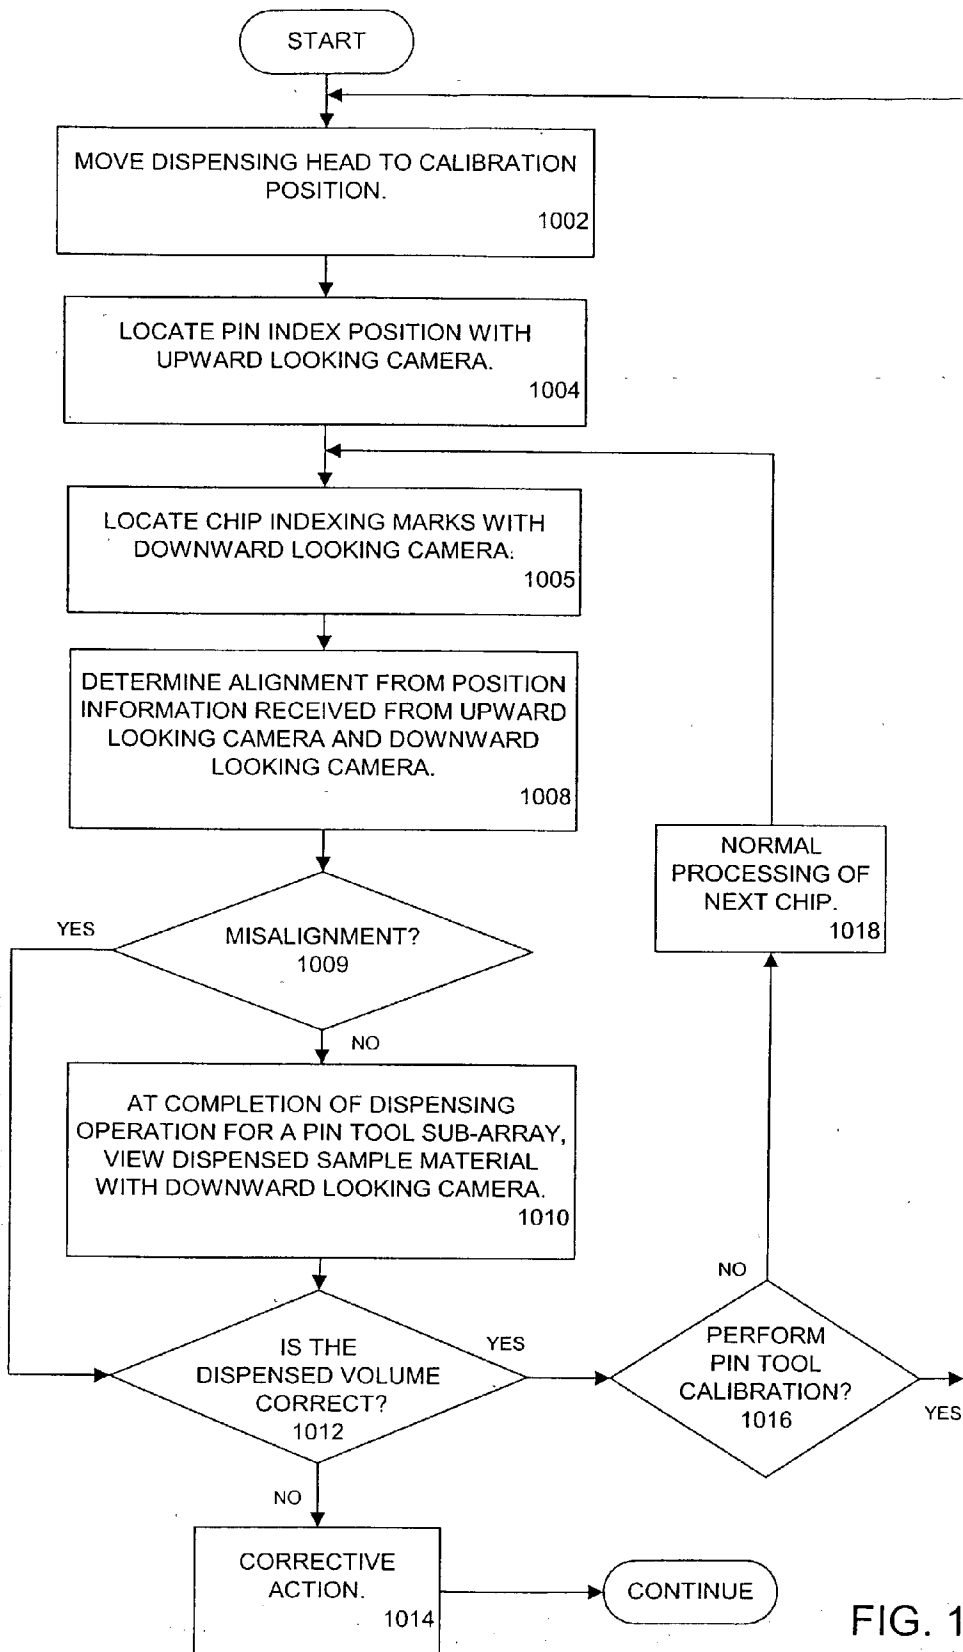 START
MOVE DISPENSING HEAD TO CALIBRATION
POSITION.
1002
LOCATE PIN INDEX POSITION WITH
UPWARD LOOKING CAMERA.
1004
LOCATE CHIP INDEXING MARKS WITH
DOWNWARD LOOKING CAMERA.
1005
DETERMINE ALIGNMENT FROM POSITION
INFORMATION RECEIVED FROM UPWARD
LOOKING CAMERA AND DOWNWARD
LOOKING CAMERA.
1008
NORMAL
PROCESSING OF
NEXT CHIP.
1018
YES
MISALIGNMENT?
1009
NO
AT COMPLETION OF DISPENSING
OPERATION FOR A PIN TOOL SUB-ARRAY,
VIEW DISPENSED SAMPLE MATERIAL
WITH DOWNWARD LOOKING CAMERA.
1010
IS THE
DISPENSED VOLUME
CORRECT?
1012
YES
NO
PERFORM
PIN TOOL
CALIBRATION?
1016
YES
NO
CORRECTIVE
ACTION.
1014
CONTINUE
FIG. 1